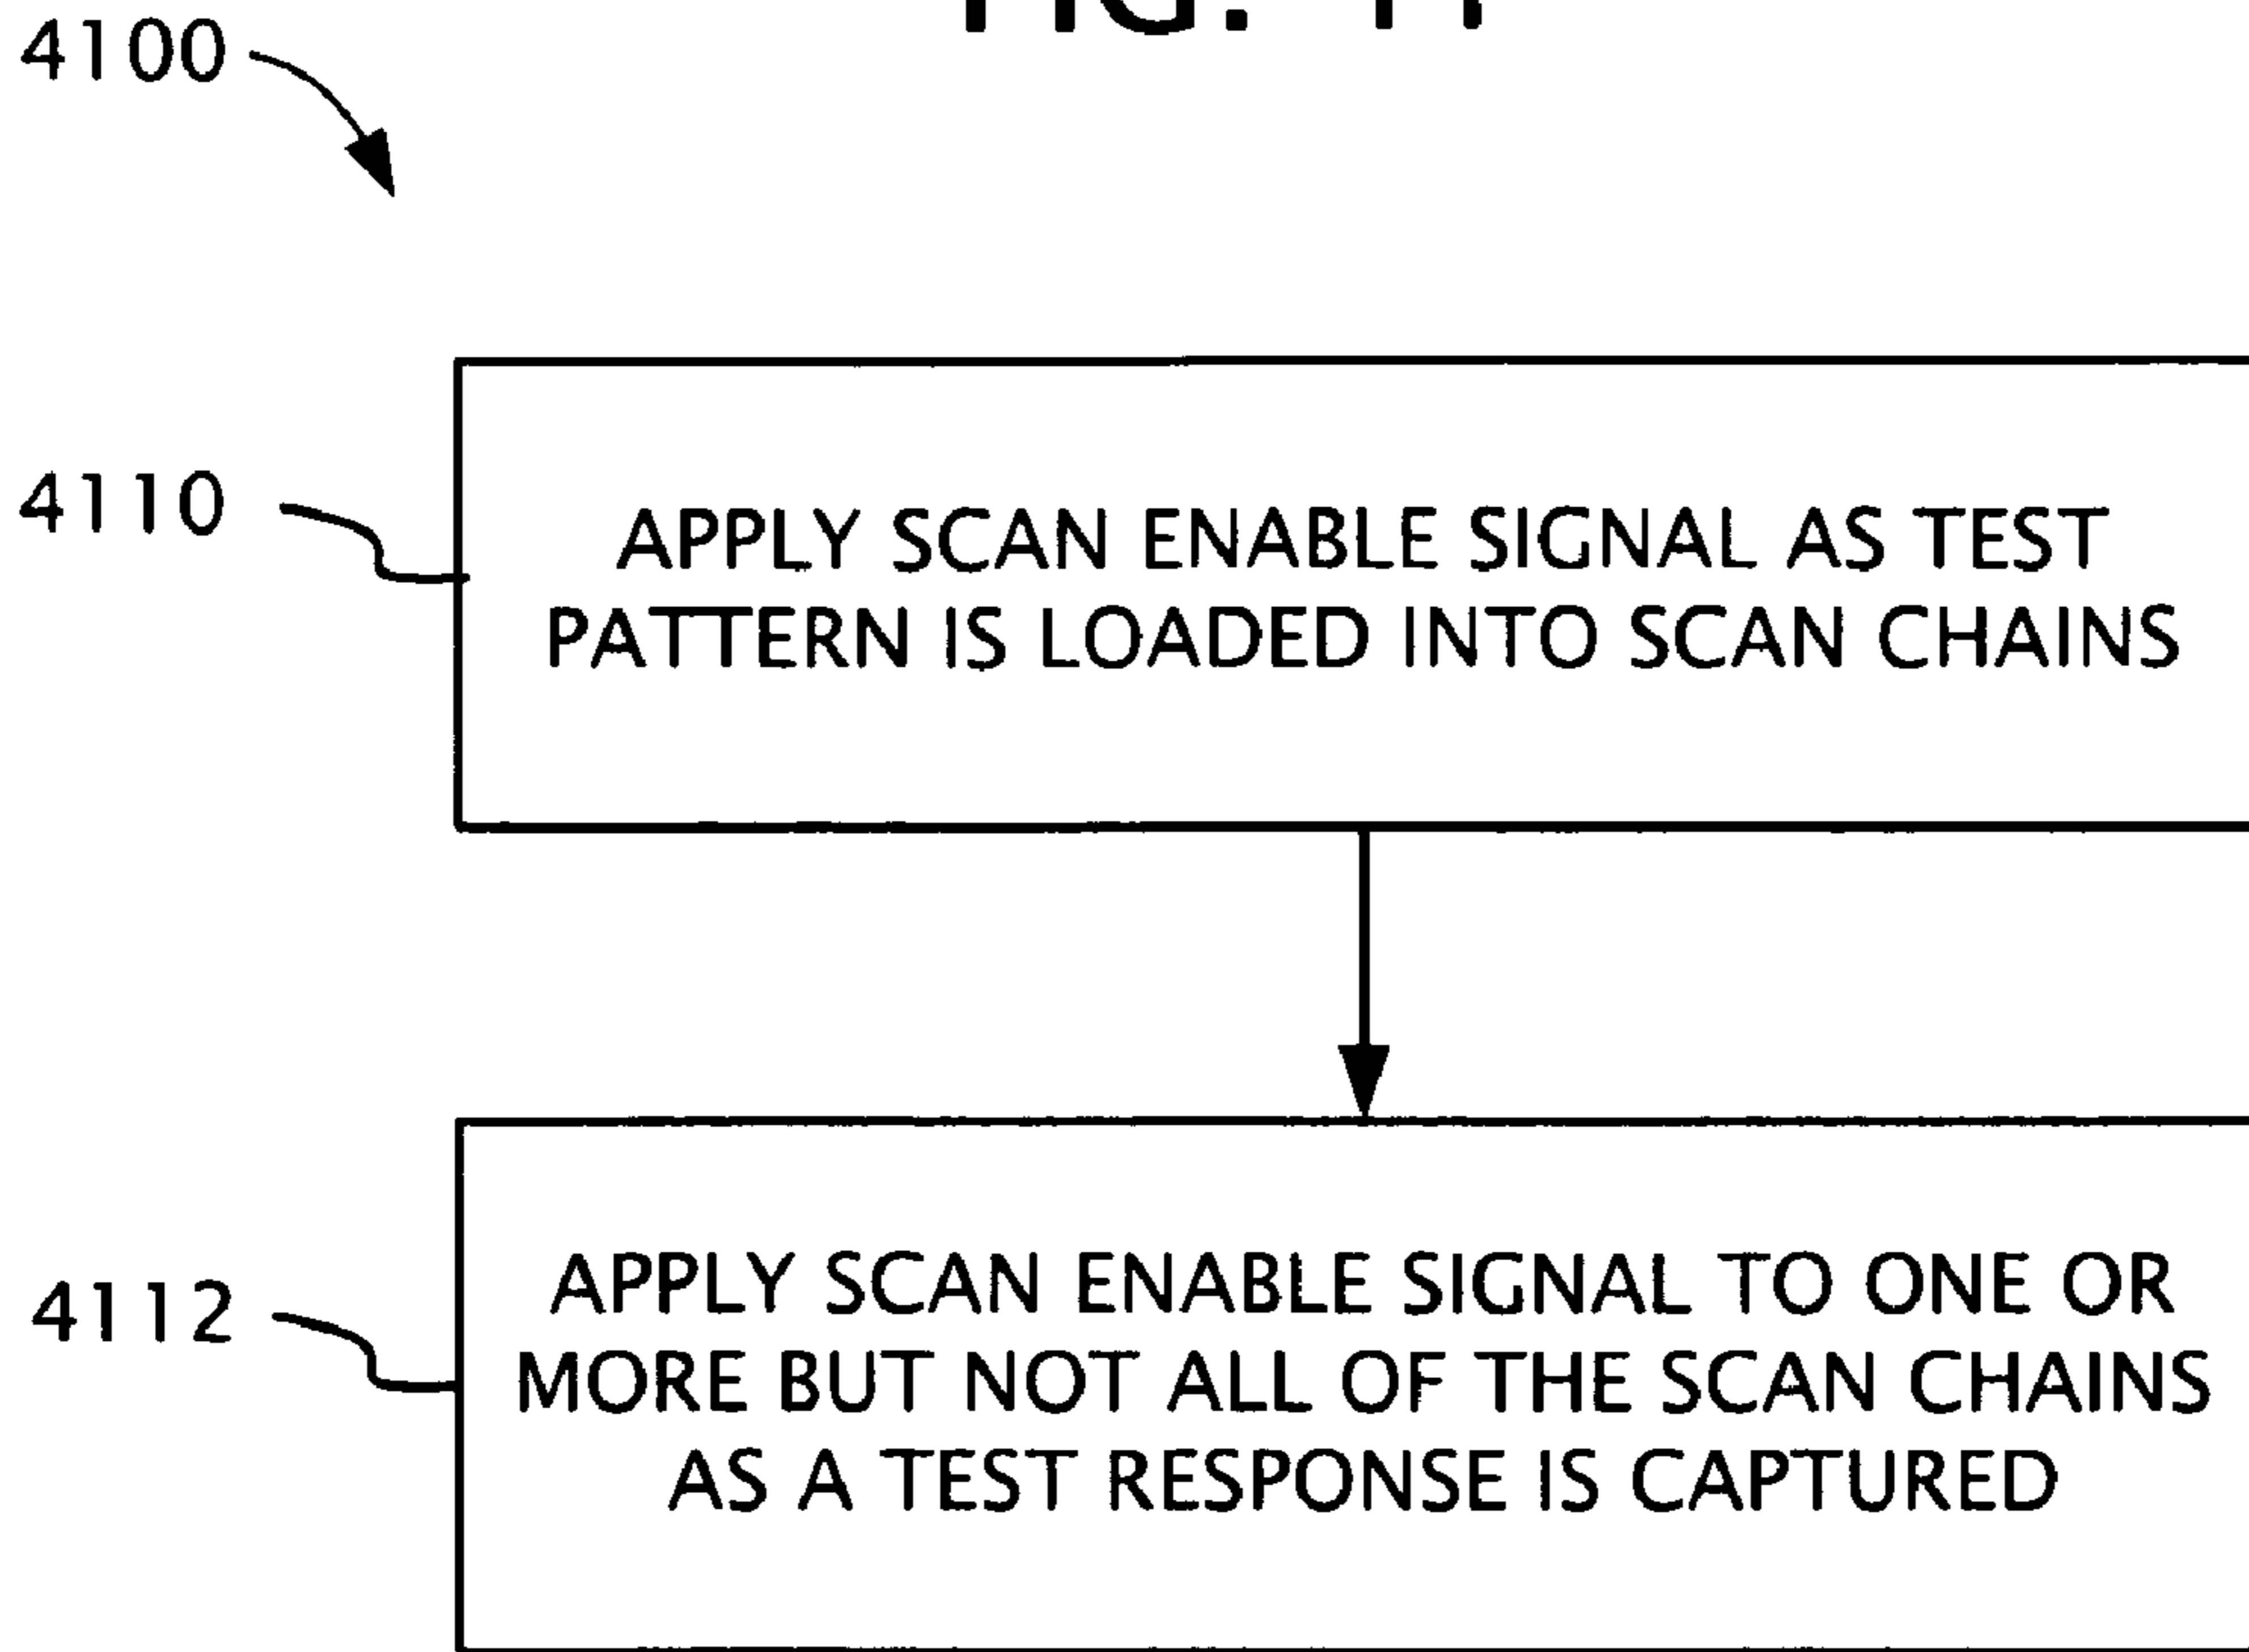 FIG.
4100
4110
APPLY SCAN ENABLE SIGNAL AS TEST
PATTERN IS LOADED INTO SCAN CHAINS
4112
APPLY SCAN ENABLE SIGNAL TO ONE OR
MORE BUT NOT ALL OF THE SCAN CHAINS
AS A TEST RESPONSE IS CAPTURED